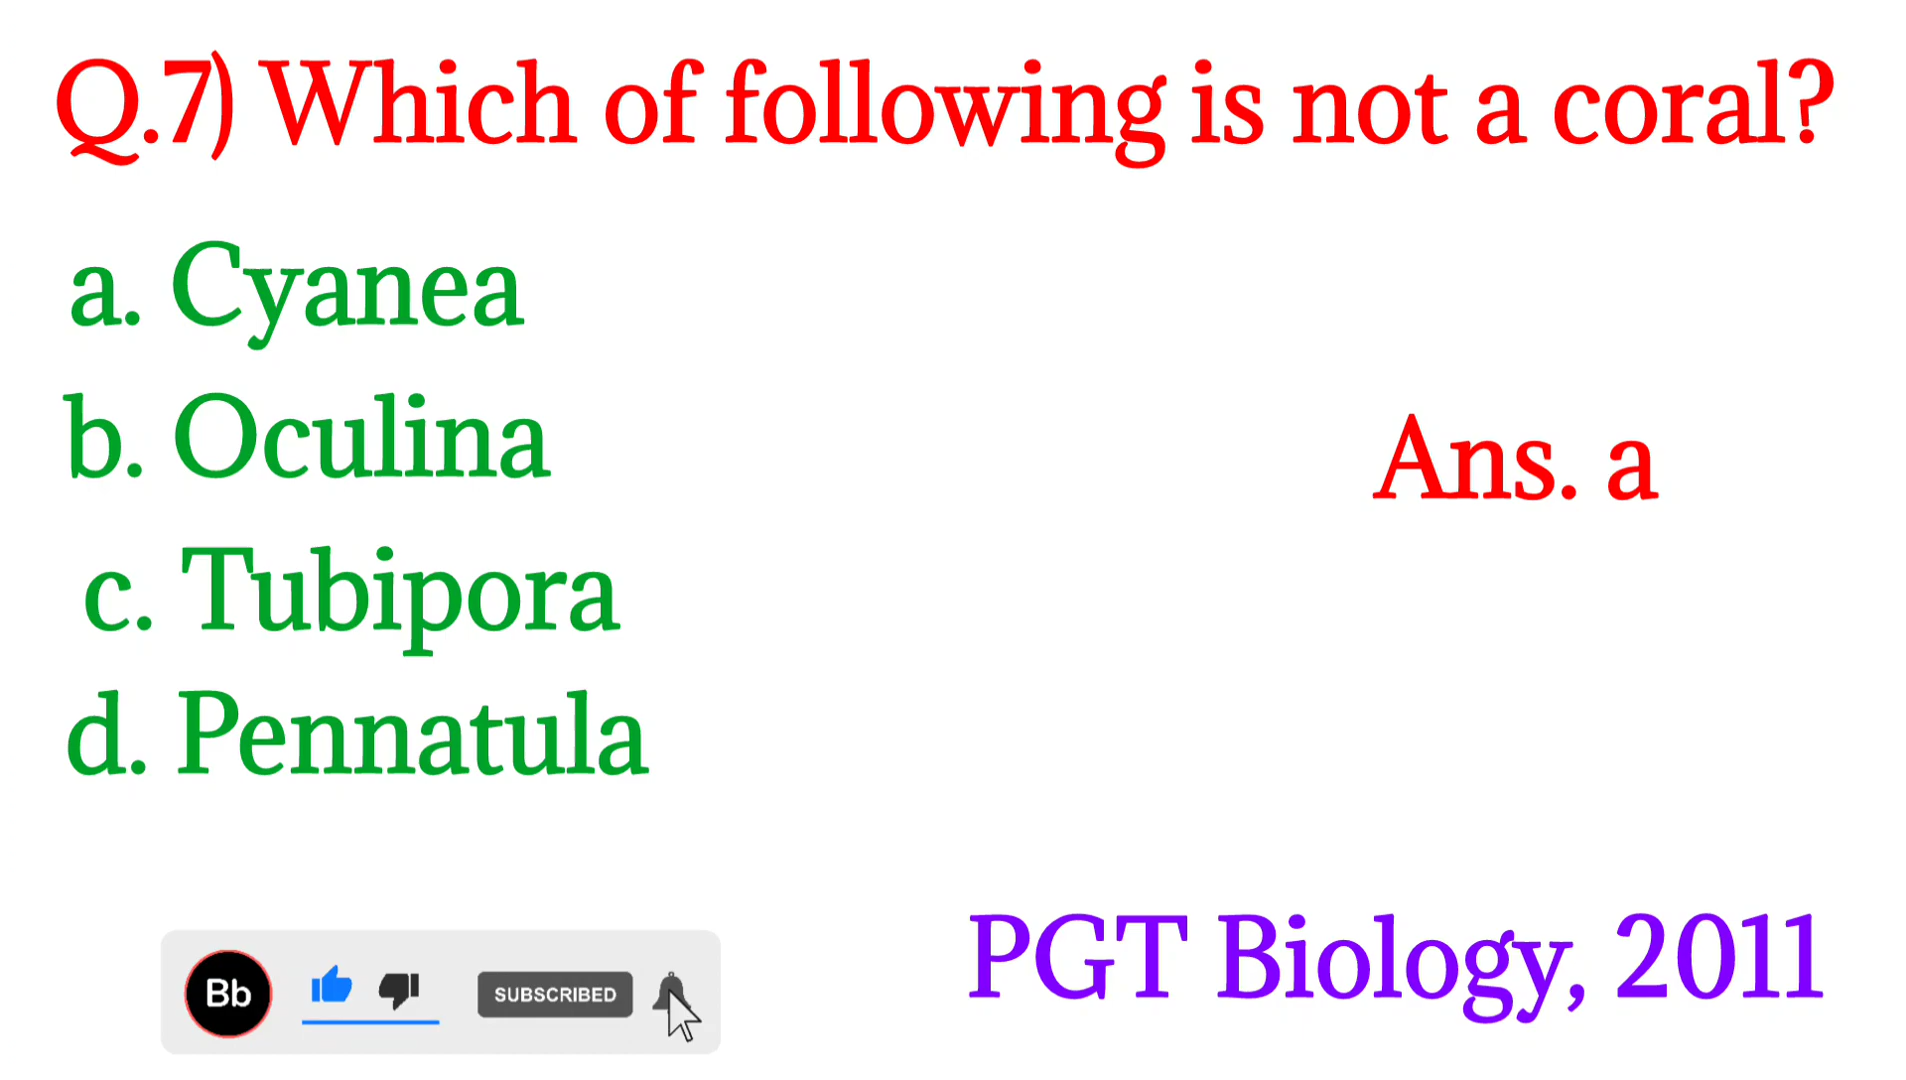 Q.7) Which of following is not a coral?
a. Cyanea
b. Oculina
Ans. a
c. Tubipora
d. Pennatula
PGT Biology, 2011
Bb SUBSCRIBED